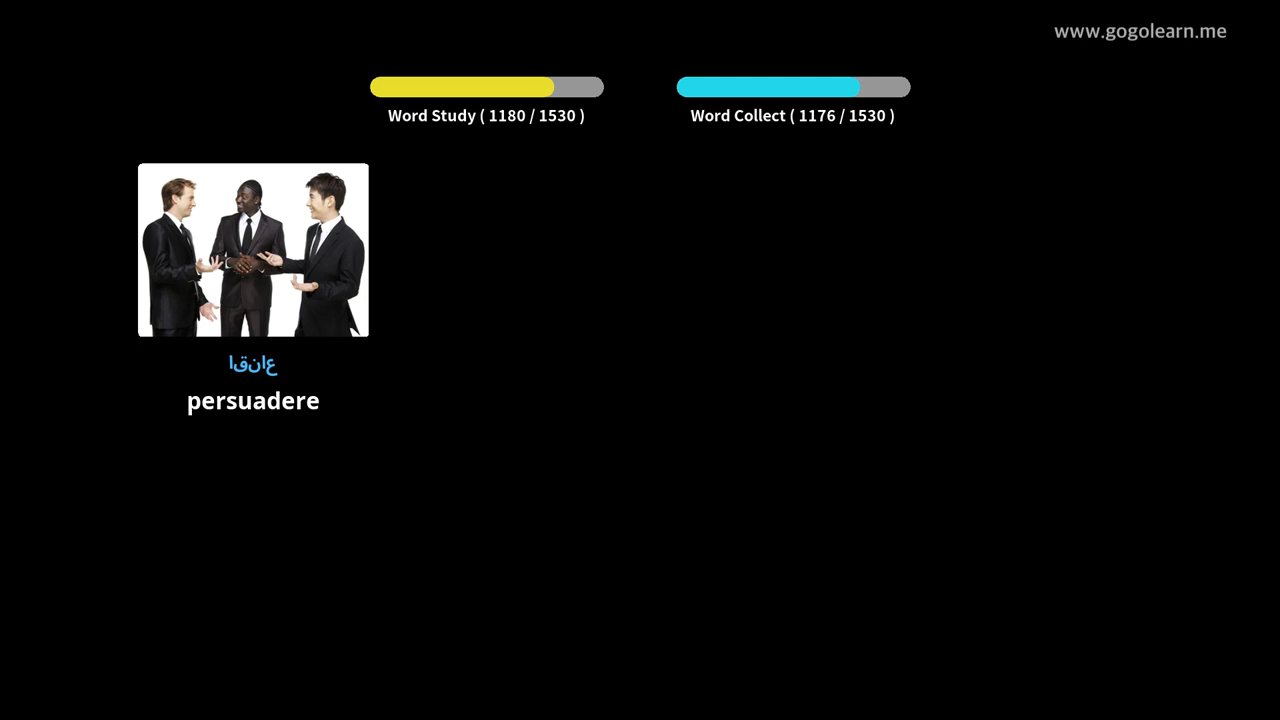 www.gogolearn.me
Word Study ( 1180 / 1530 )
Word Collect ( 1176 / 1530 )
اقناع
persuadere